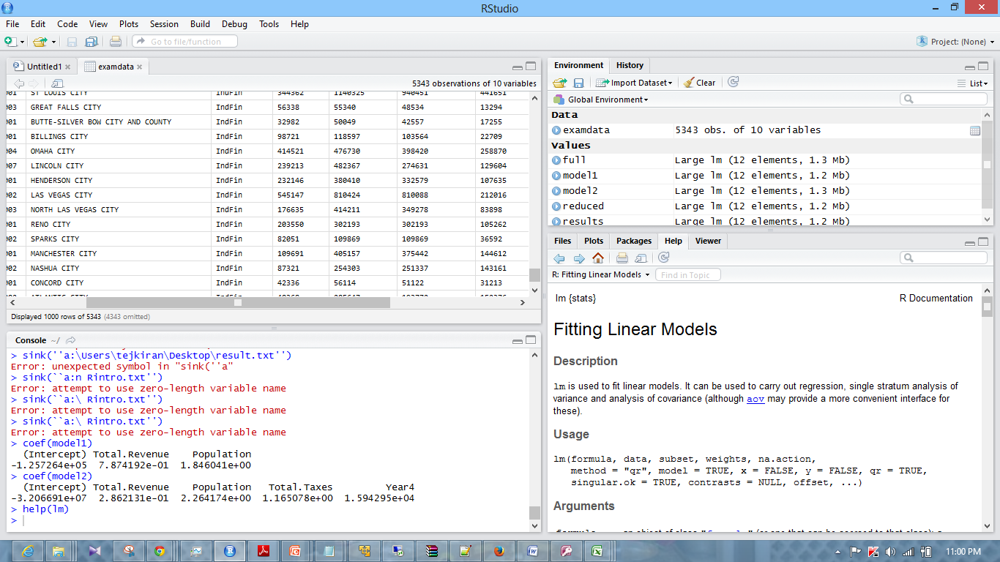 RStudio
File Edit Code View Plots Session Build Debug Tools Help
Go to file/function
Project: (None)
Untitled1 examdata
5343 observations of 10 variables
001 ST LOUIS CITY IndFin 344362 1140325 940451 441651
003 GREAT FALLS CITY IndFin 56338 55340 48534 13294
001 BUTTE-SILVER BOW CITY AND COUNTY IndFin 32982 50049 42557 17255
001 BILLINGS CITY IndFin 98721 118597 103564 22709
004 OMAHA CITY IndFin 414521 476730 398420 258870
007 LINCOLN CITY IndFin 239213 482367 274631 129604
001 HENDERSON CITY IndFin 232146 380410 332579 107635
002 LAS VEGAS CITY IndFin 545147 810424 810088 212016
003 NORTH LAS VEGAS CITY IndFin 176635 414211 349278 83898
001 RENO CITY IndFin 203550 302193 302193 105262
002 SPARKS CITY IndFin 82051 109869 109869 36592
001 MANCHESTER CITY IndFin 109691 405157 375442 144612
002 NASHUA CITY IndFin 87321 254303 251337 143161
001 CONCORD CITY IndFin 42336 56114 51122 31213
Displayed 1000 rows of 5343 (4343 omitted)
Console ~/
> sink(''a:\Users\tejkiran\Desktop\result.txt'')
Error: unexpected symbol in "sink(''a"
> sink(``a:n Rintro.txt'')
Error: attempt to use zero-length variable name
> sink(``a:\ Rintro.txt'')
Error: attempt to use zero-length variable name
> sink(``a:\ Rintro.txt'')
Error: attempt to use zero-length variable name
> coef(model1)
(Intercept) Total.Revenue Population
-1.257264e+05 7.874192e-01 1.846041e+00
> coef(model2)
(Intercept) Total.Revenue Population Total.Taxes Year4
-3.206691e+07 2.862131e-01 2.264174e+00 1.165078e+00 1.594295e+04
> help(lm)
>
Environment History
Import Dataset Clear List
Global Environment
Data
examdata 5343 obs. of 10 variables
Values
full Large lm (12 elements, 1.3 Mb)
model1 Large lm (12 elements, 1.2 Mb)
model2 Large lm (12 elements, 1.3 Mb)
reduced Large lm (12 elements, 1.2 Mb)
results Large lm (12 elements, 1.2 Mb)
Files Plots Packages Help Viewer
R: Fitting Linear Models Find in Topic
lm {stats} R Documentation
Fitting Linear Models
Description
lm is used to fit linear models. It can be used to carry out regression, single stratum analysis of
variance and analysis of covariance (although aov may provide a more convenient interface for
these).
Usage
lm(formula, data, subset, weights, na.action,
method = "qr", model = TRUE, x = FALSE, y = FALSE, qr = TRUE,
singular.ok = TRUE, contrasts = NULL, offset, ...)
Arguments
11:00 PM